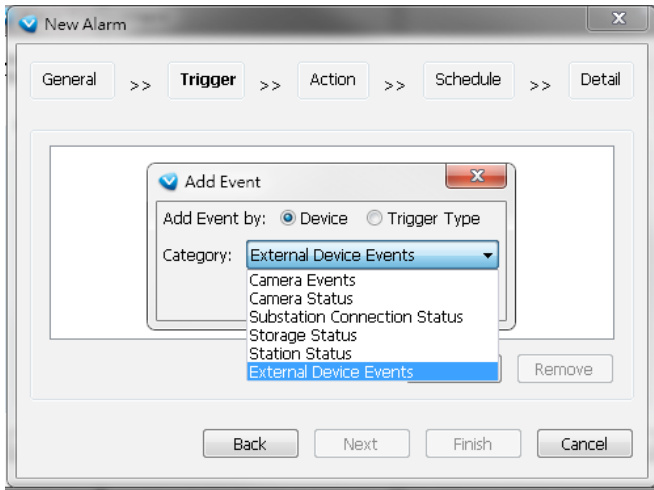 New Alarm
General >> Trigger >> Action >> Schedule >> Detail
Add Event
Add Event by: Device Trigger Type
Category: External Device Events
Camera Events
Camera Status
Substation Connection Status
Storage Status
Station Status
External Device Events
Remove
Back Next Finish Cancel